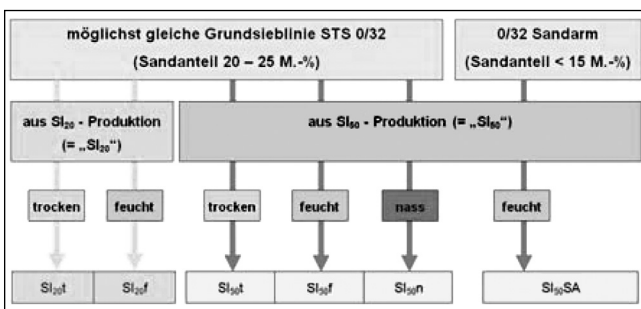 möglichst gleiche Grundsieblinie STS 0/32
(Sandanteil 20 – 25 M.-%)
0/32 Sandarm
(Sandanteil < 15 M.-%)
aus SI₂₀ - Produktion
(= „SI₂₀“)
aus SI₅₀ - Produktion (= „SI₅₀“)
trocken
feucht
trocken
feucht
nass
feucht
SI₂₀t
SI₂₀f
SI₅₀t
SI₅₀f
SI₅₀n
SI₅₀SA